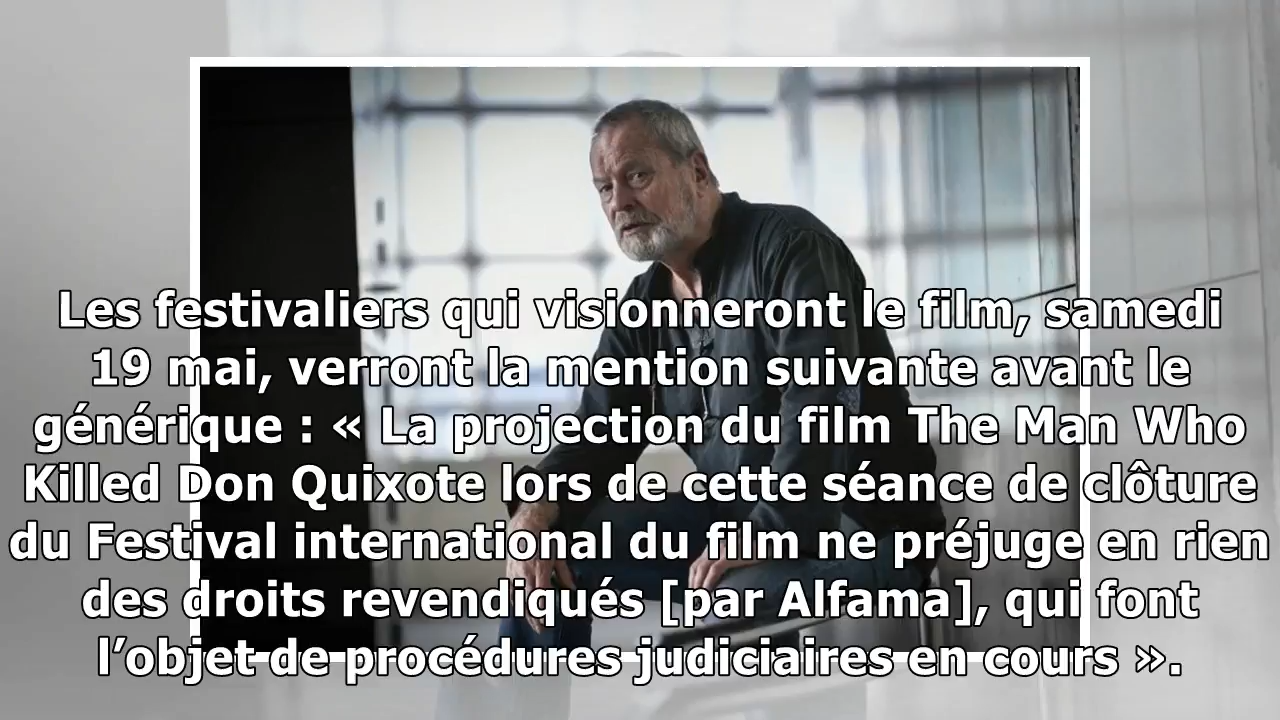 Les festivaliers qui visionneront le film, samedi
19 mai, verront la mention suivante avant le
générique : « La projection du film The Man Who
Killed Don Quixote lors de cette séance de clôture
du Festival international du film ne préjuge en rien
des droits revendiqués [par Alfama], qui font
l’objet de procédures judiciaires en cours ».